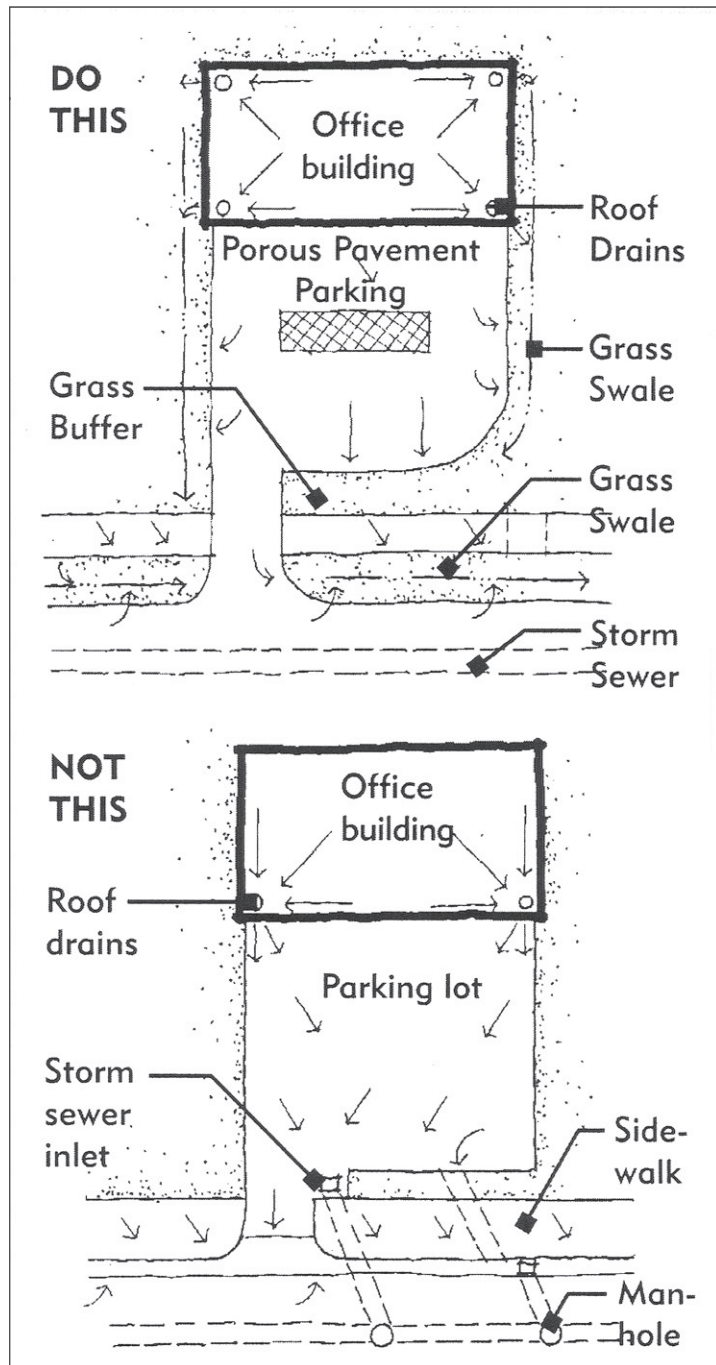 DO
THIS
Office
building
Roof
Drains
Porous Pavement
Parking
Grass
Swale
Grass
Buffer
Grass
Swale
Storm
Sewer
NOT
THIS
Office
building
Roof
drains
Parking lot
Storm
sewer
inlet
Side-
walk
Man-
hole